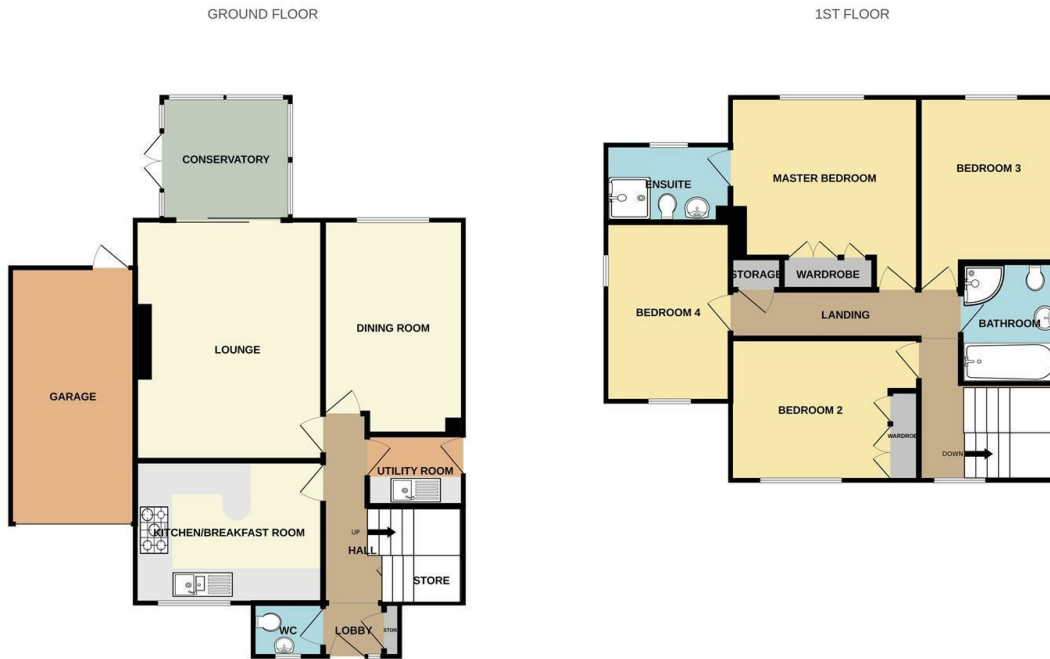 GROUND FLOOR
CONSERVATORY
LOUNGE
DINING ROOM
GARAGE
UTILITY ROOM
KITCHEN/BREAKFAST ROOM
UP
HALL
STORE
WC
LOBBY
STOR
1ST FLOOR
ENSUITE
MASTER BEDROOM
BEDROOM 3
STORAGE
WARDROBE
BEDROOM 4
LANDING
BATHROOM
BEDROOM 2
WARDROBE
DOWN